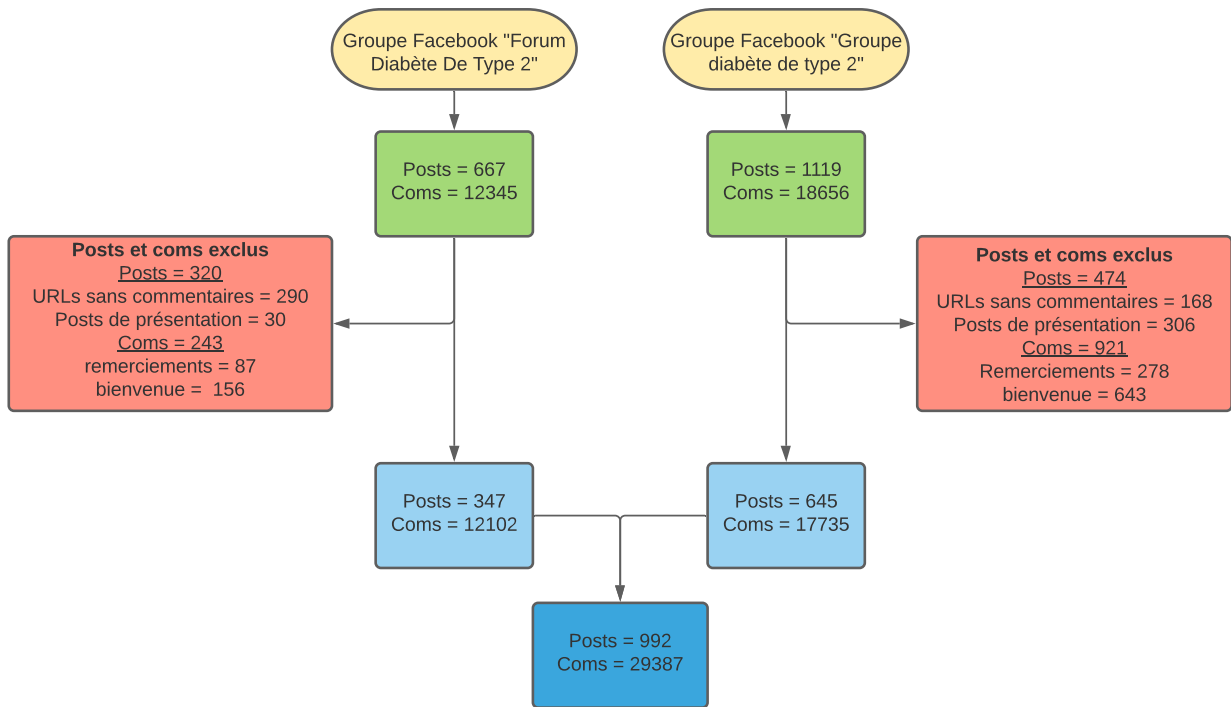 Groupe Facebook "Forum
Diabète De Type 2"
Groupe Facebook "Groupe
diabète de type 2"
Posts = 667
Coms = 12345
Posts = 1119
Coms = 18656
Posts et coms exclus
Posts = 320
URLs sans commentaires = 290
Posts de présentation = 30
Coms = 243
remerciements = 87
bienvenue =  156
Posts et coms exclus
Posts = 474
URLs sans commentaires = 168
Posts de présentation = 306
Coms = 921
Remerciements = 278
bienvenue = 643
Posts = 347
Coms = 12102
Posts = 645
Coms = 17735
Posts = 992
Coms = 29387